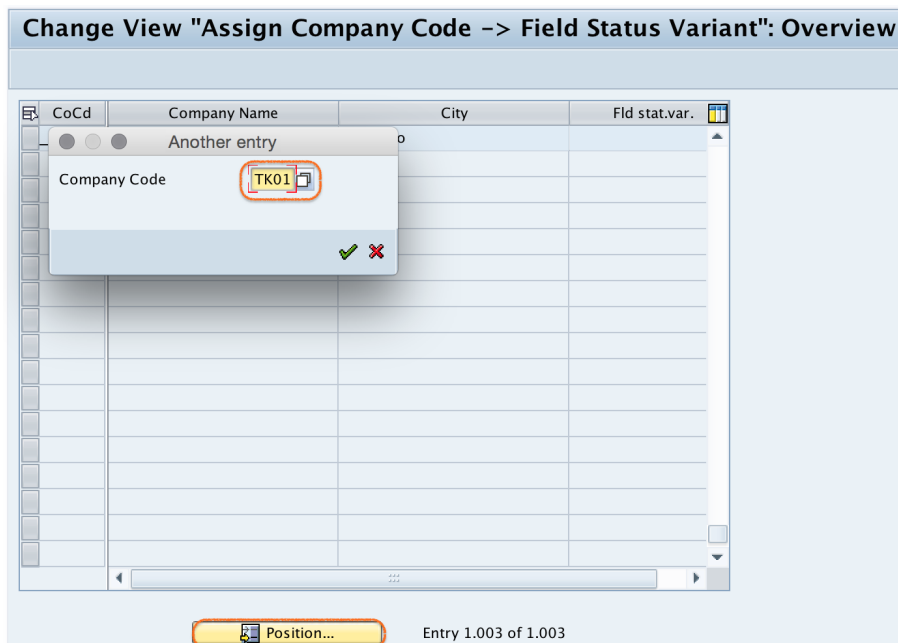 Change View "Assign Company Code -> Field Status Variant": Overview
CoCd Company Name City Fld stat.var.
Another entry
Company Code TK01
Position... Entry 1.003 of 1.003